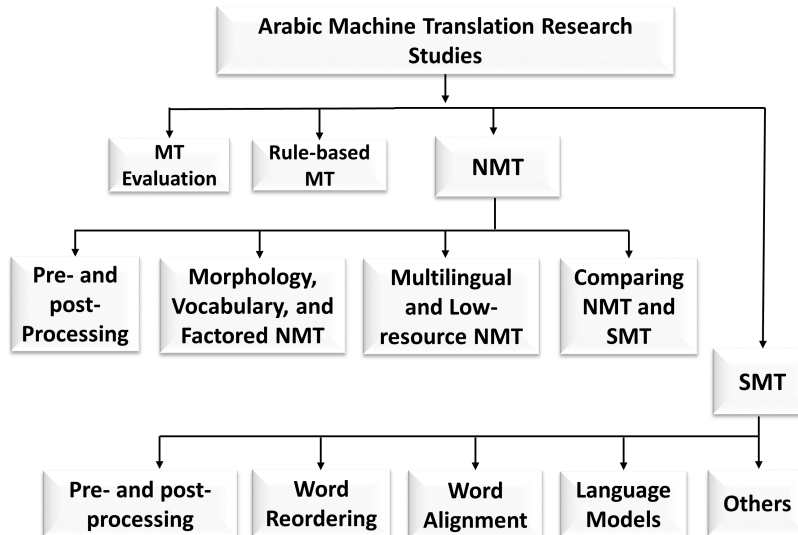 Arabic Machine Translation Research
Studies
MT
Evaluation
Rule-based
MT
NMT
Pre- and
post-
Processing
Morphology,
Vocabulary, and
Factored NMT
Multilingual
and Low-
resource NMT
Comparing
NMT and
SMT
SMT
Pre- and post-
processing
Word
Reordering
Word
Alignment
Language
Models
Others